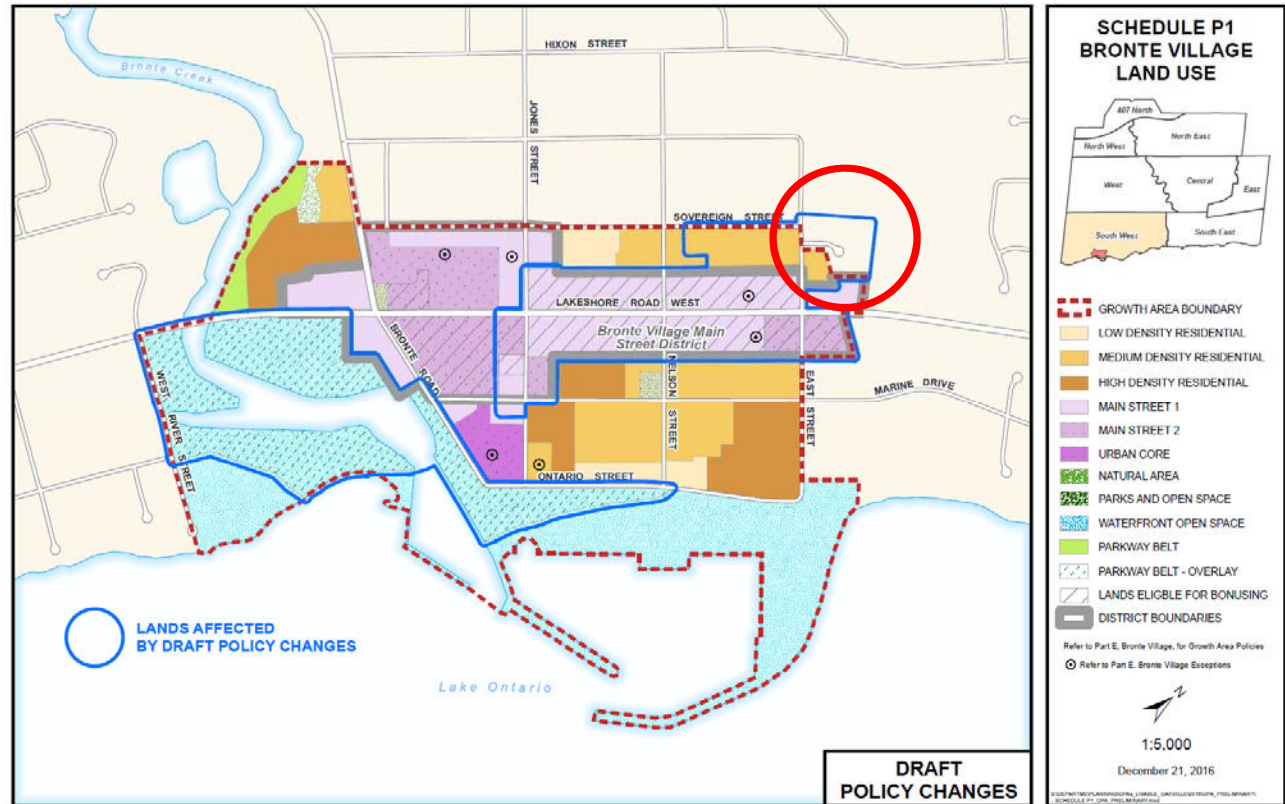 HIXON STREET
Bronte Creek
JONES STREET
SOVEREIGN STREET
LAKESHORE ROAD WEST
Bronte Village Main
Street District
BRONTE ROAD
NELSON STREET
EAST STREET
MARINE DRIVE
WEST RIVER STREET
ONTARIO STREET
LANDS AFFECTED
BY DRAFT POLICY CHANGES
Lake Ontario
DRAFT
POLICY CHANGES
SCHEDULE P1
BRONTE VILLAGE
LAND USE
407 North
North West
North East
West
Central
East
South West
South East
GROWTH AREA BOUNDARY
LOW DENSITY RESIDENTIAL
MEDIUM DENSITY RESIDENTIAL
HIGH DENSITY RESIDENTIAL
MAIN STREET 1
MAIN STREET 2
URBAN CORE
NATURAL AREA
PARKS AND OPEN SPACE
WATERFRONT OPEN SPACE
PARKWAY BELT
PARKWAY BELT - OVERLAY
LANDS ELIGBLE FOR BONUSING
DISTRICT BOUNDARIES
Refer to Part E, Bronte Village, for Growth Area Policies
Refer to Part E, Bronte Village Exceptions
Z
1:5,000
December 21, 2016